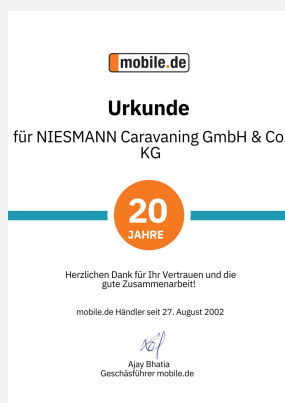 mobile.de
Urkunde
für NIESMANN Caravaning GmbH & Co
KG
20
JAHRE
Herzlichen Dank für Ihr Vertrauen und die
gute Zusammenarbeit!
mobile.de Händler seit 27. August 2002
Ajay Bhatia
Geschäsführer mobile.de